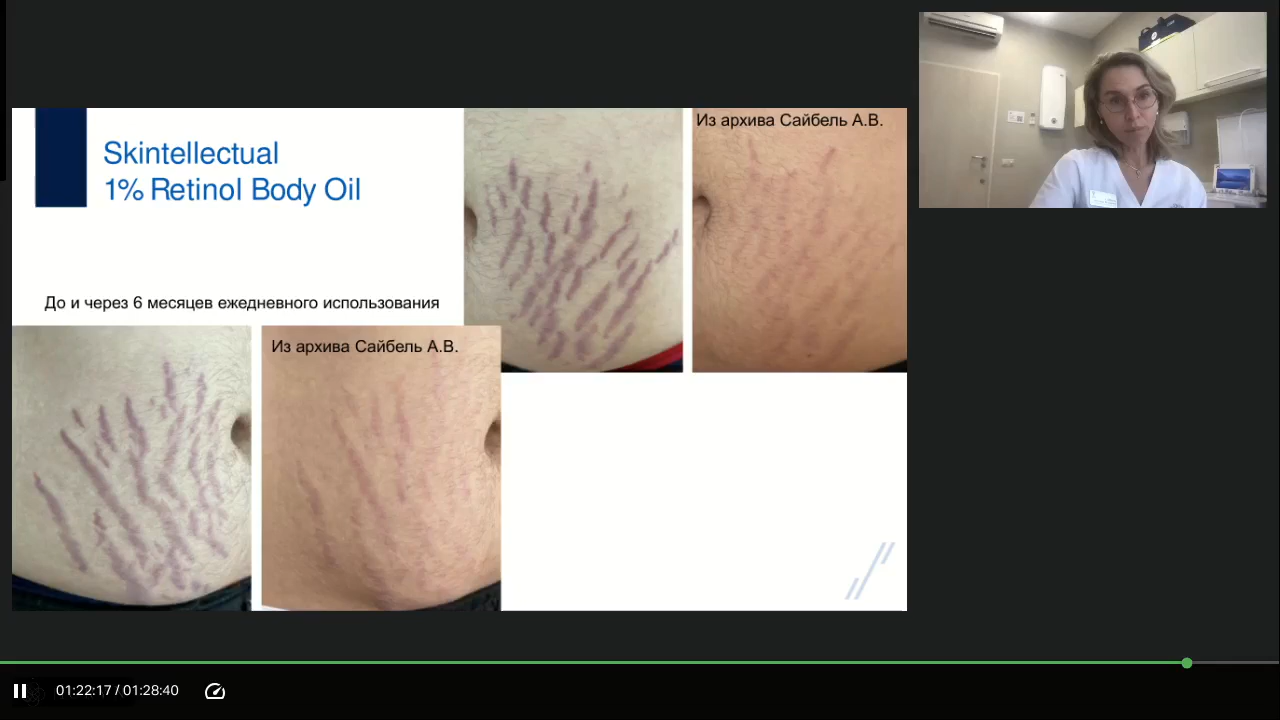 Skintellectual
1% Retinol Body Oil
Из архива Сайбель А.В.
До и через 6 месяцев ежедневного использования
Из архива Сайбель А.В.
01:22:17 / 01:28:40